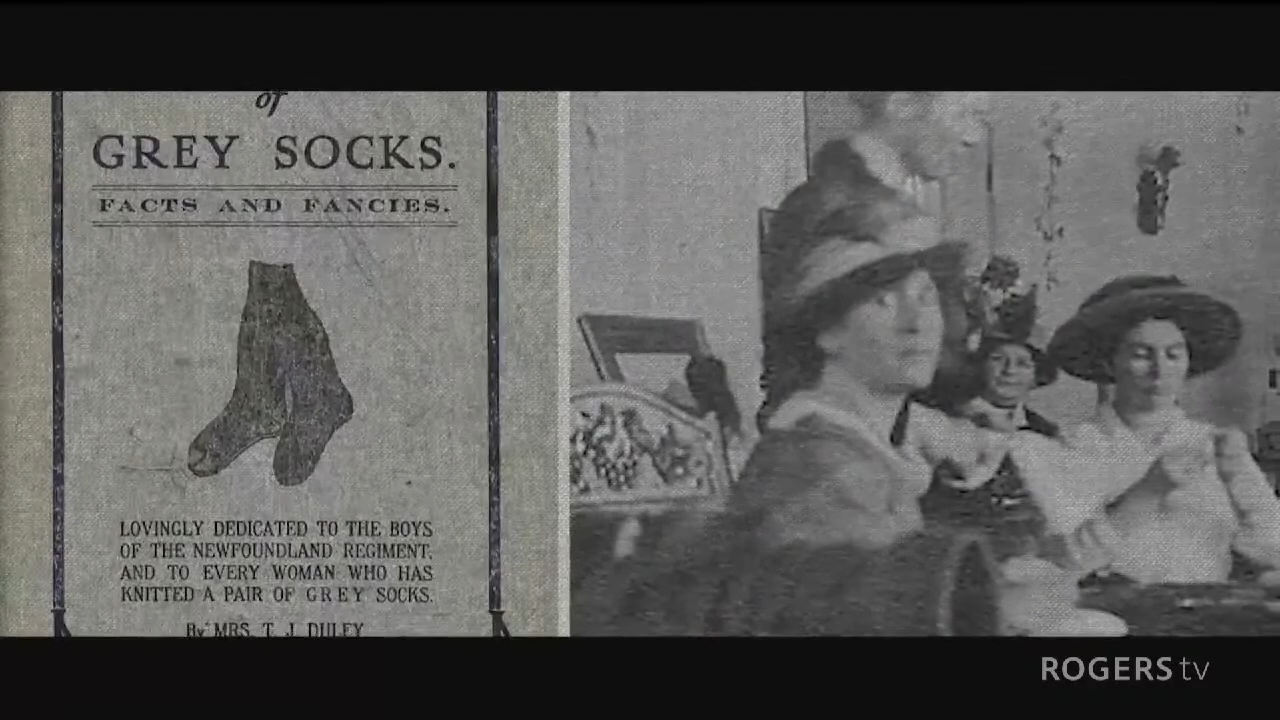 of
GREY SOCKS.
FACTS AND FANCIES.
LOVINGLY DEDICATED TO THE BOYS
OF THE NEWFOUNDLAND REGIMENT,
AND TO EVERY WOMAN WHO HAS
KNITTED A PAIR OF GREY SOCKS.
By MRS. T. J. DULEY
ROGERS tv